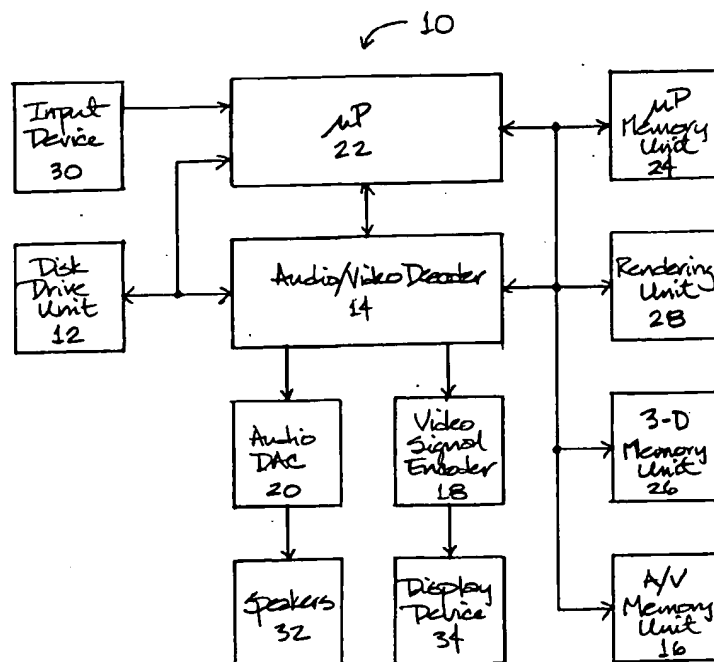 10
Input
Device
30
μP
22
μP
Memory
Unit
24
Disk
Drive
Unit
12
Audio/Video Decoder
14
Rendering
Unit
28
Audio
DAC
20
Video
Signal
Encoder
18
3-D
Memory
Unit
26
Speakers
32
Display
Device
34
A/V
Memory
Unit
16